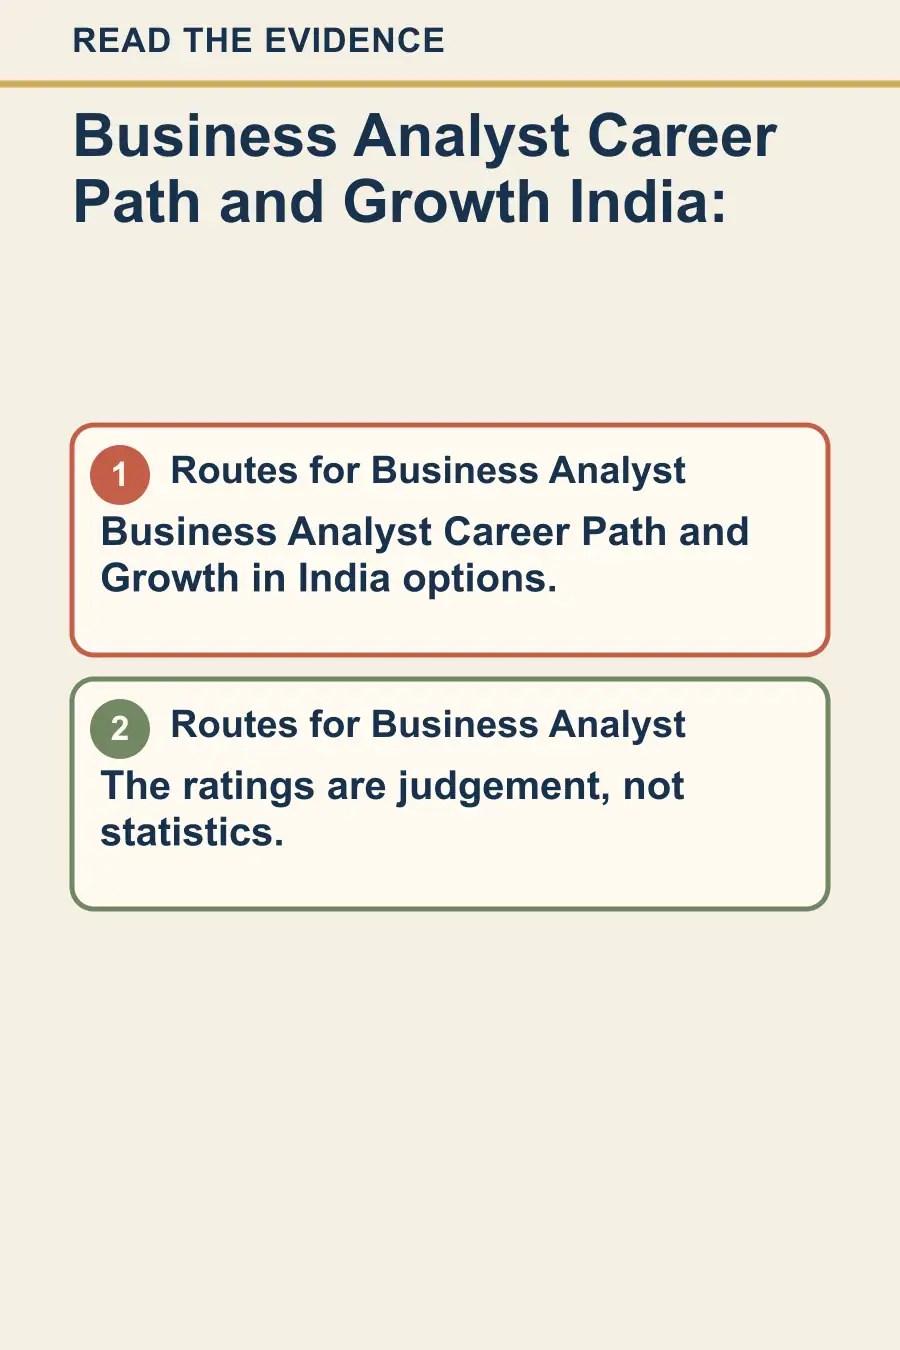 READ THE EVIDENCE
Business Analyst Career
Path and Growth India:
1 Routes for Business Analyst
Business Analyst Career Path and
Growth in India options.
2 Routes for Business Analyst
The ratings are judgement, not
statistics.